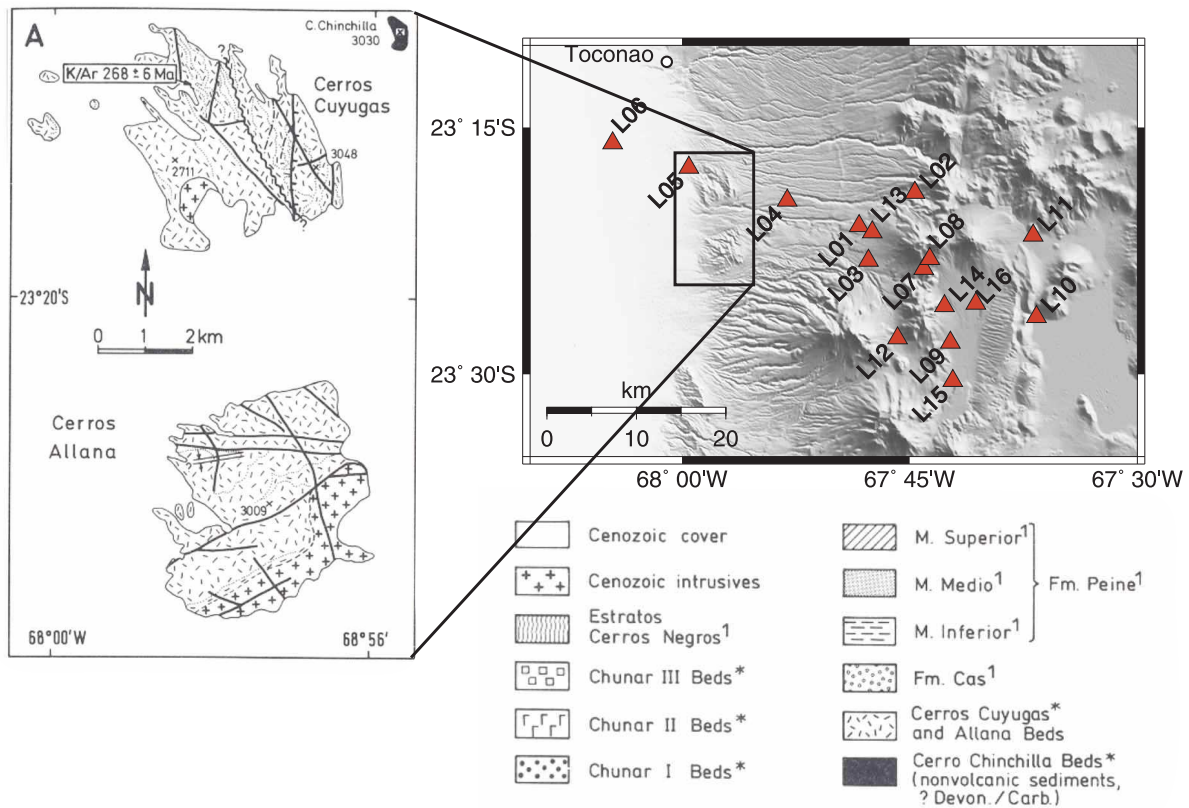 A
C. Chinchilla
3030
K/Ar 268 ± 6 Ma
?
Cerros
Cuyugas
3048
2711
?
23°20'S
N
0 1 2 km
Cerros
Allana
3009
68°00'W
68°56'
Toconao
23° 15'S
23° 30'S
L06
L05
L04
L02
L13
L01
L03
L08
L07
L11
L14
L16
L10
L12
L09
L15
km
0 10 20
68° 00'W
67° 45'W
67° 30'W
Cenozoic cover
Cenozoic intrusives
Estratos
Cerros Negros¹
Chunar III Beds*
Chunar II Beds*
Chunar I Beds*
M. Superior¹
M. Medio¹
Fm. Peine¹
M. Inferior¹
Fm. Cas¹
Cerros Cuyugas*
and Allana Beds
Cerro Chinchilla Beds*
(nonvolcanic sediments,
? Devon./Carb.)